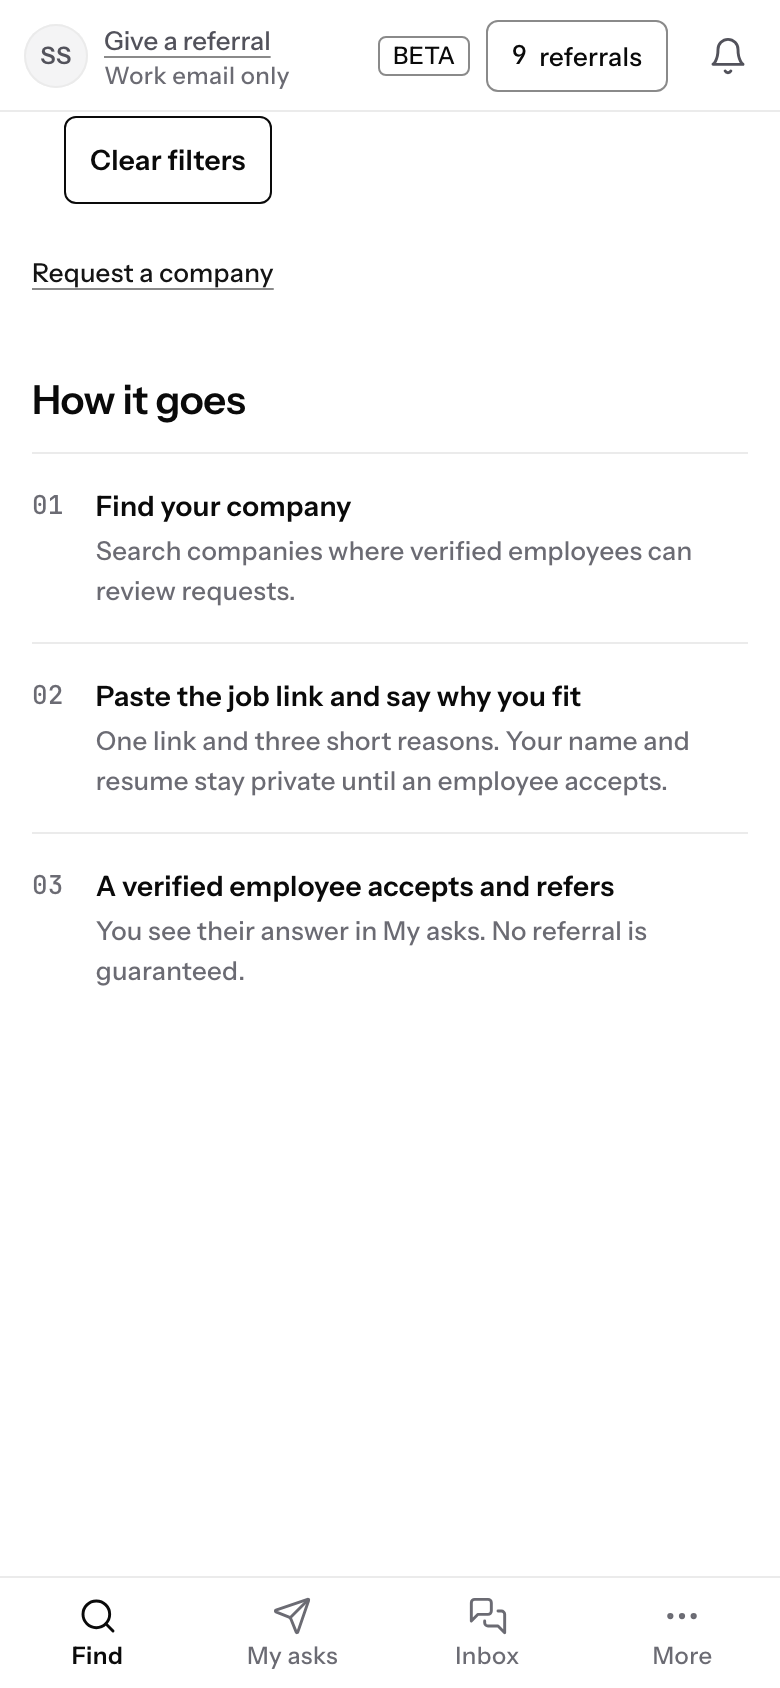 SS
Give a referral
Work email only
BETA
9 referrals
Clear filters
Request a company
How it goes
01
Find your company
Search companies where verified employees can
review requests.
02
Paste the job link and say why you fit
One link and three short reasons. Your name and
resume stay private until an employee accepts.
03
A verified employee accepts and refers
You see their answer in My asks. No referral is
guaranteed.
Find
My asks
Inbox
More